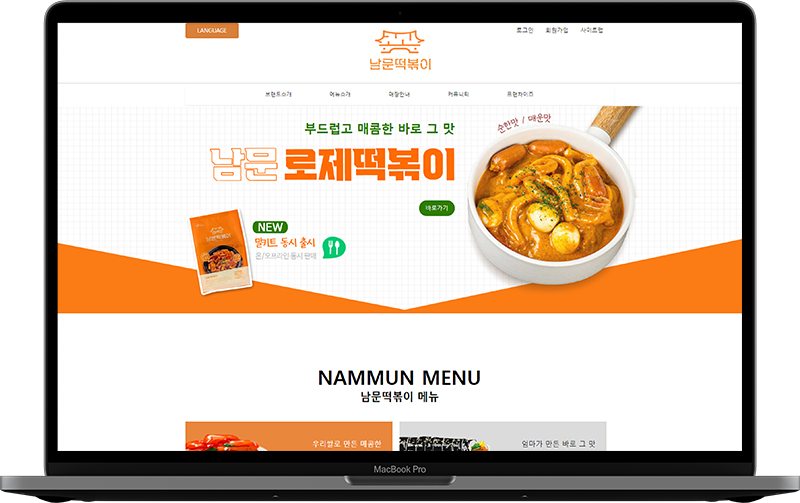 LANGUAGE
로그인 회원가입 사이트맵
남문떡볶이
브랜드소개 메뉴소개 매장안내 커뮤니티 프랜차이즈
순한맛 / 매운맛
부드럽고 매콤한 바로 그 맛
남문 로제떡볶이
바로가기
NEW
밀키트 동시 출시
온/오프라인 동시 판매
남문떡볶이
NAMMUN MENU
남문떡볶이 메뉴
우리쌀로 만든 매콤한
엄마가 만든 바로 그 맛
MacBook Pro